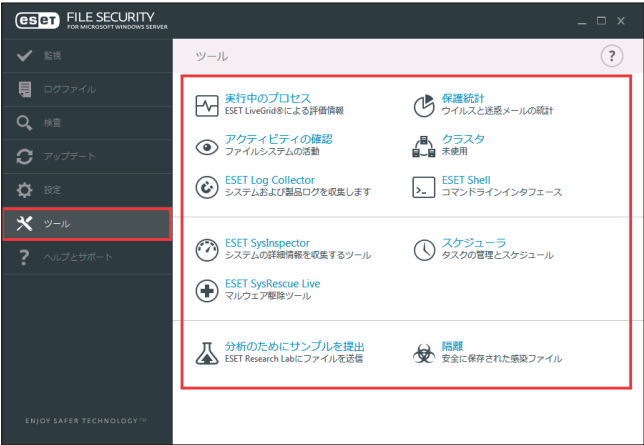 eset FILE SECURITY
FOR MICROSOFT WINDOWS SERVER
監視
ログファイル
検査
アップデート
設定
ツール
ヘルプとサポート
ENJOY SAFER TECHNOLOGY™
ツール
?
実行中のプロセス
ESET LiveGrid®による評価情報
保護統計
ウイルスと迷惑メールの統計
アクティビティの確認
ファイルシステムの活動
クラスタ
未使用
ESET Log Collector
システムおよび製品ログを収集します
ESET Shell
コマンドラインインタフェース
ESET SysInspector
システムの詳細情報を収集するツール
スケジューラ
タスクの管理とスケジュール
ESET SysRescue Live
マルウェア駆除ツール
分析のためにサンプルを提出
ESET Research Labにファイルを送信
隔離
安全に保存された感染ファイル